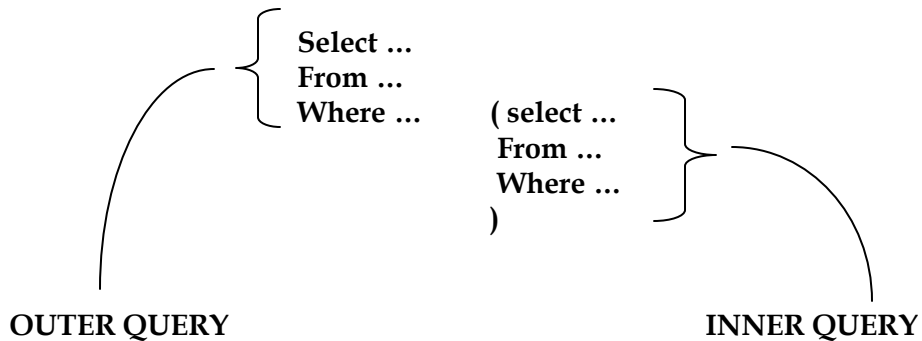 Select …
From …
Where … ( select …
From …
Where …
)
OUTER QUERY INNER QUERY